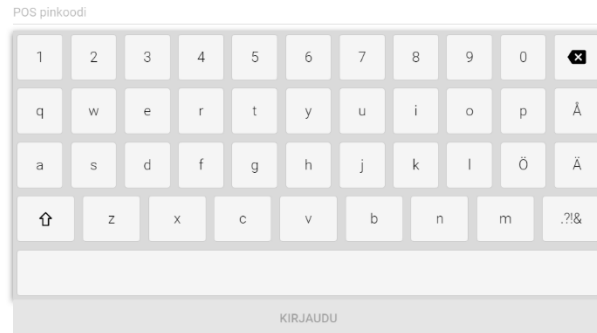 POS pinkoodi
1 2 3 4 5 6 7 8 9 0
q w e r t y u i o p Å
a s d f g h j k l Ö Ä
z x c v b n m .?!&
KIRJAUDU